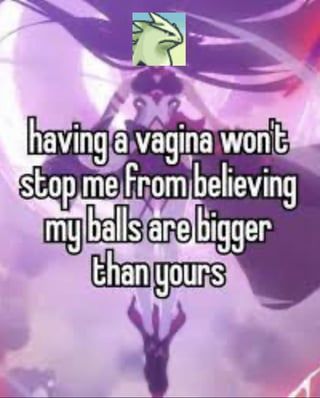 having a vagina won't
stop me from believing
my balls are bigger
than yours